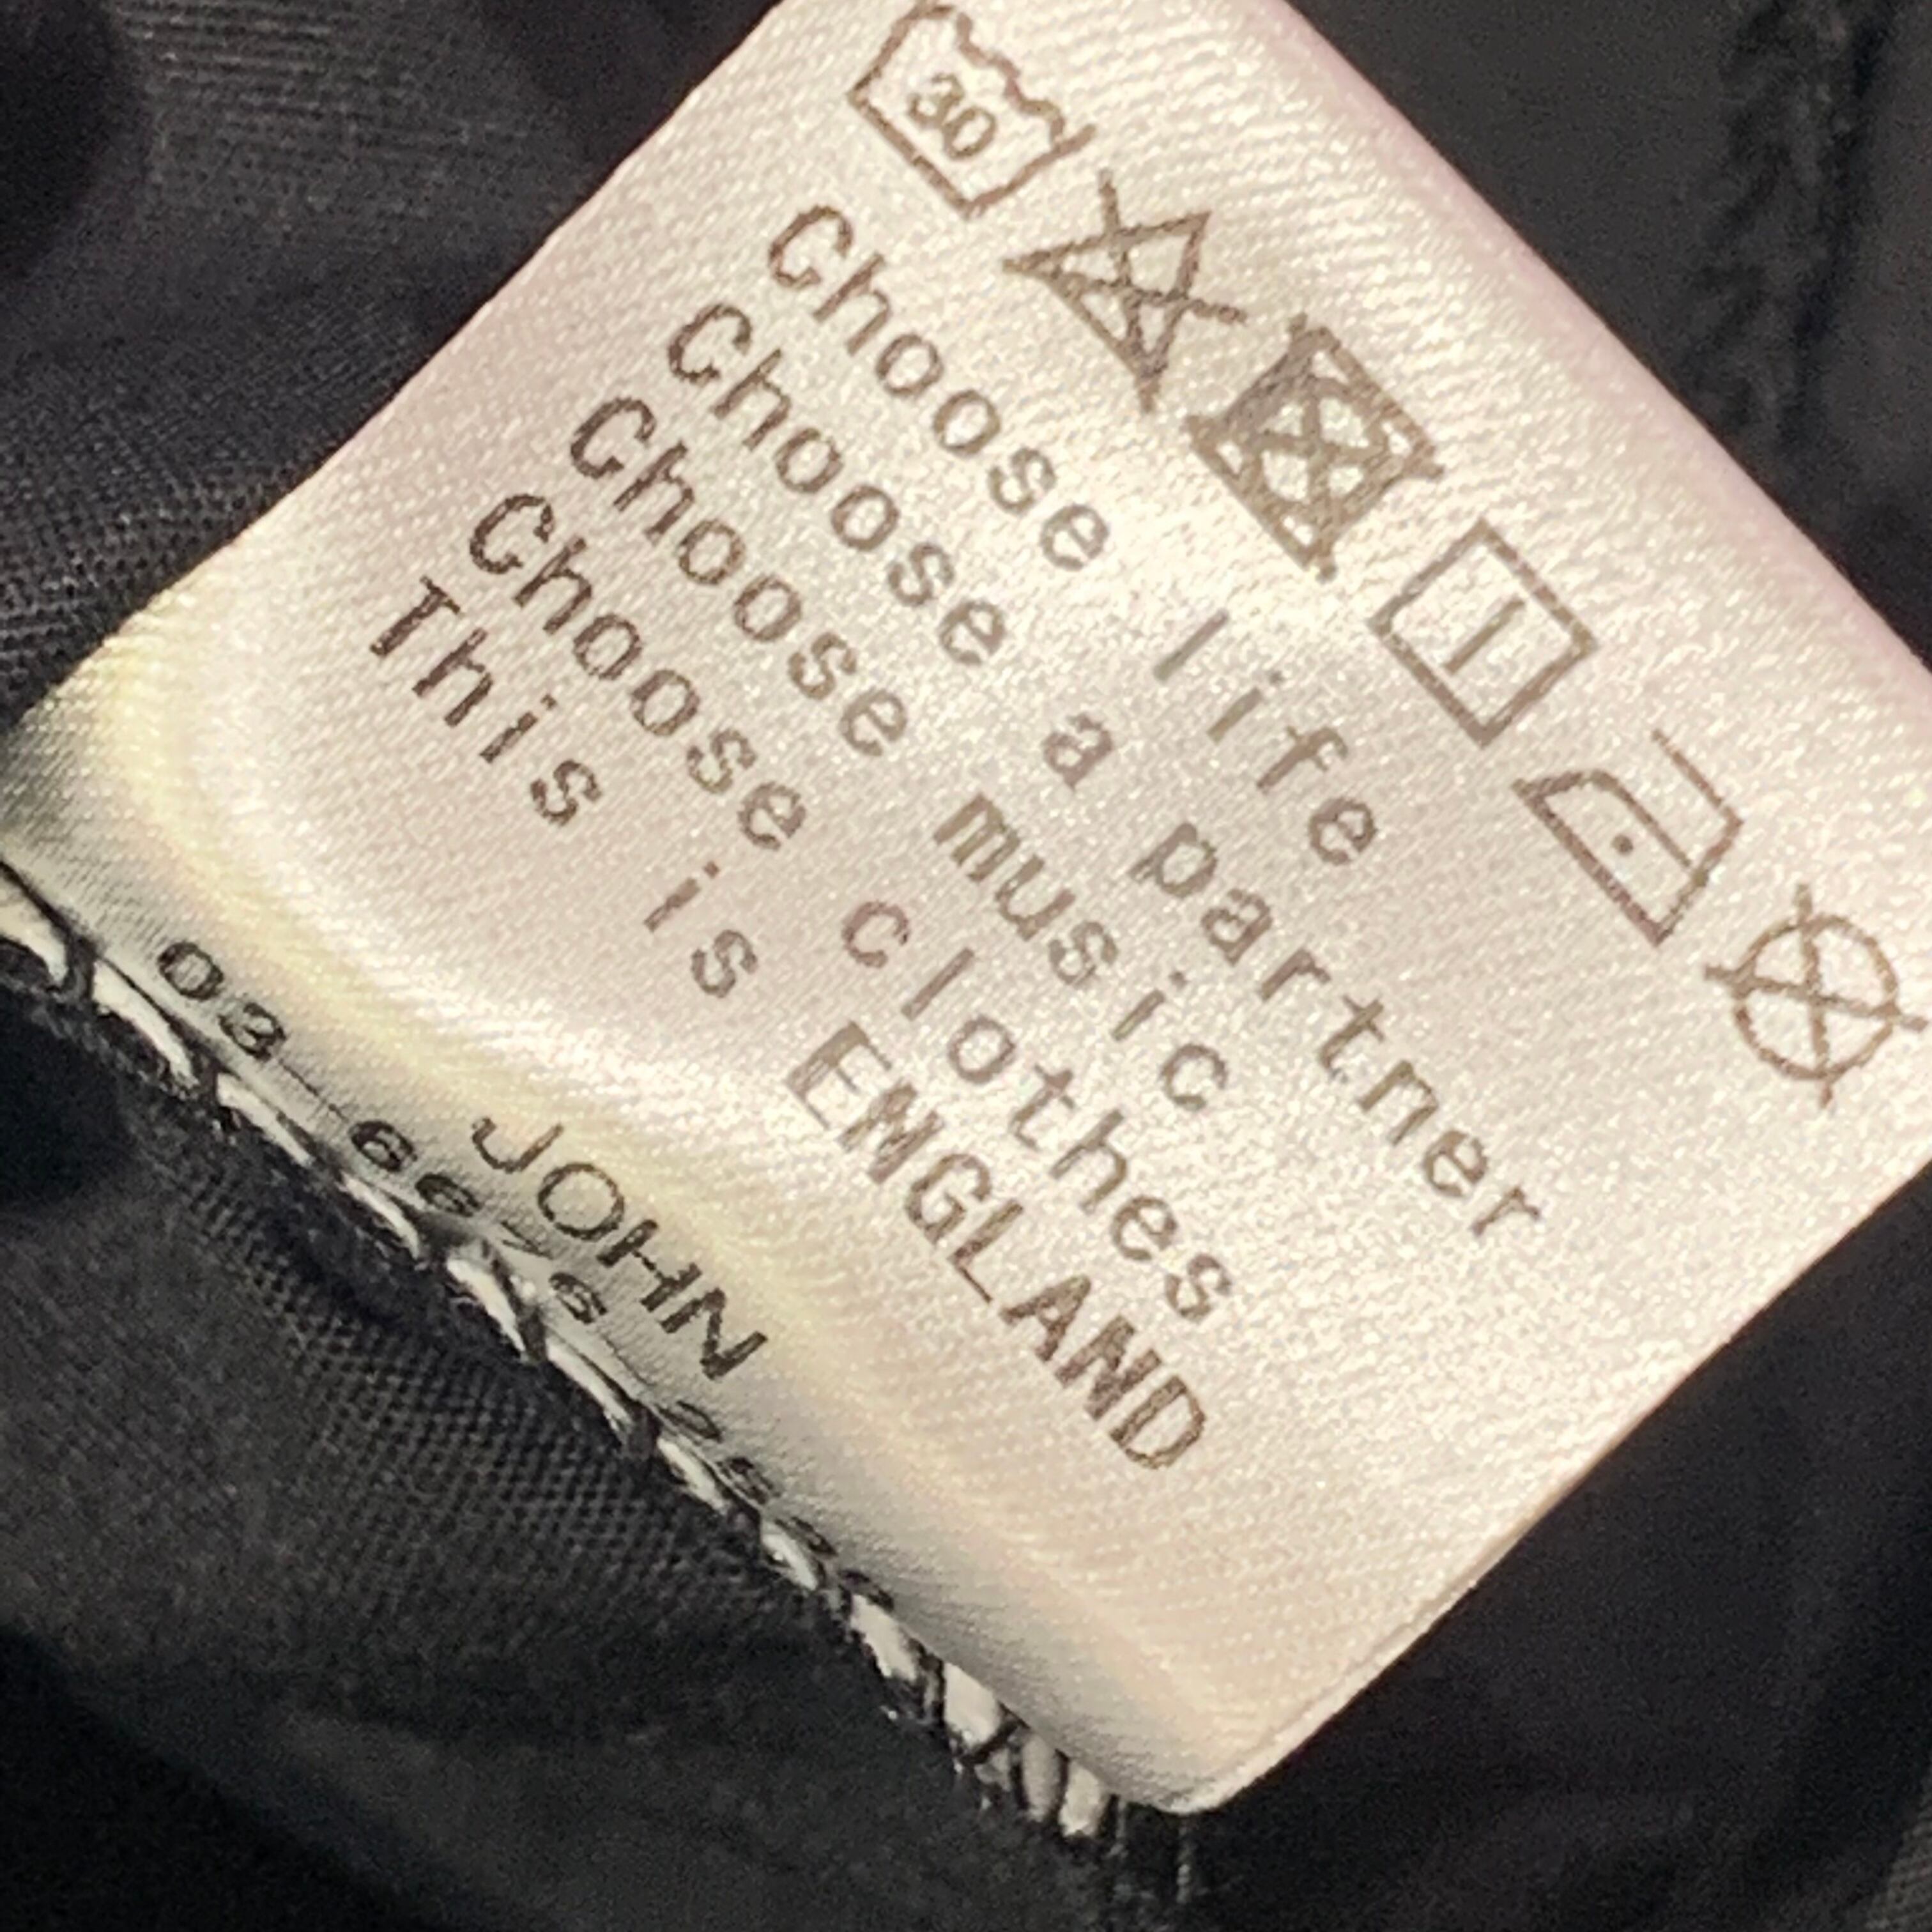 30
Choose life
Choose a partner
Choose music
Choose clothes
This is ENGLAND
JOHN